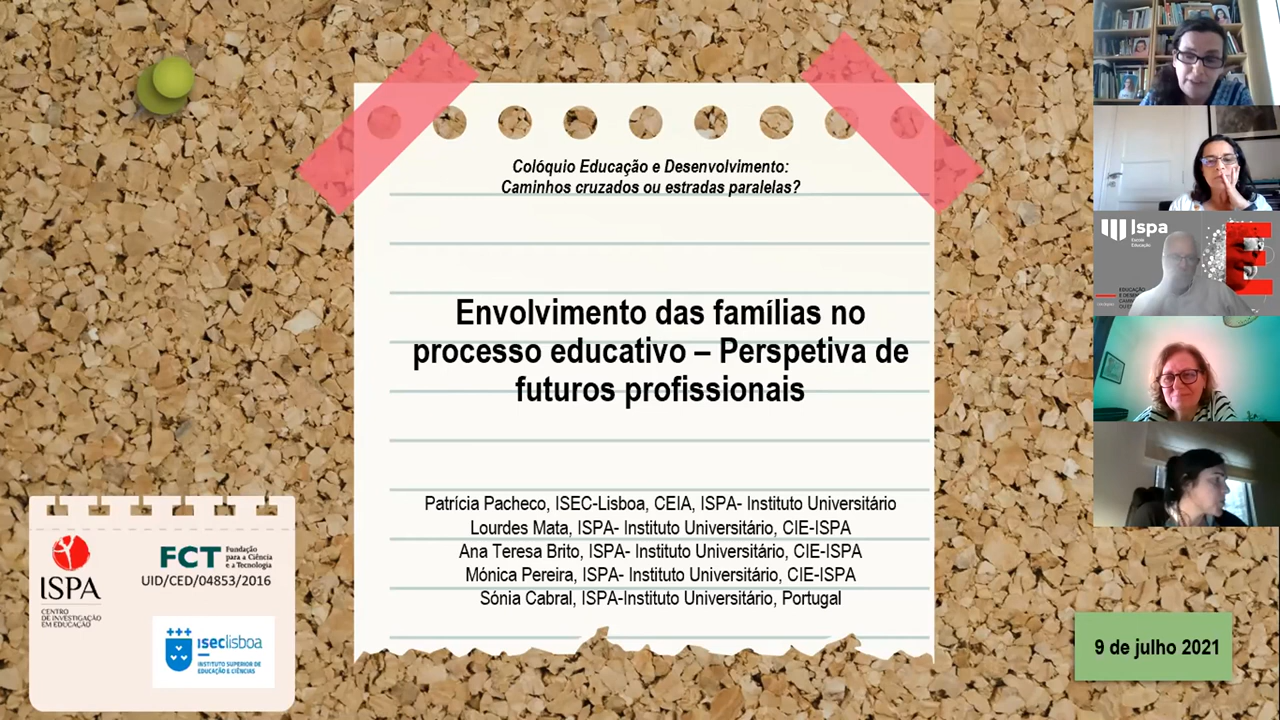 Colóquio Educação e Desenvolvimento:
Caminhos cruzados ou estradas paralelas?
Envolvimento das famílias no
processo educativo – Perspetiva de
futuros profissionais
Patrícia Pacheco, ISEC-Lisboa, CEIA, ISPA- Instituto Universitário
Lourdes Mata, ISPA- Instituto Universitário, CIE-ISPA
Ana Teresa Brito, ISPA- Instituto Universitário, CIE-ISPA
Mónica Pereira, ISPA- Instituto Universitário, CIE-ISPA
Sónia Cabral, ISPA-Instituto Universitário, Portugal
ISPA
CENTRO
DE INVESTIGAÇÃO
EM EDUCAÇÃO
FCT
Fundação
para a Ciência
e a Tecnologia
UID/CED/04853/2016
iseclisboa
INSTITUTO SUPERIOR DE
EDUCAÇÃO E CIÊNCIAS
9 de julho 2021
Ispa
Escola
Educação
E